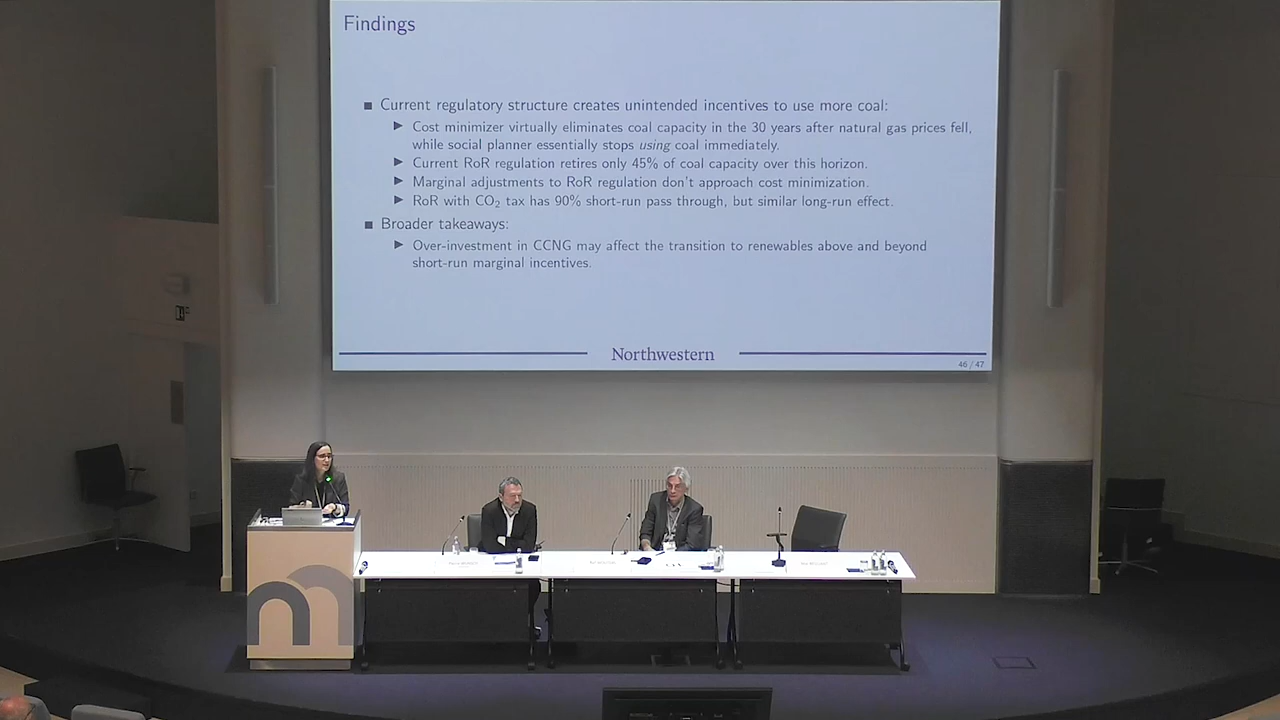 Findings
Current regulatory structure creates unintended incentives to use more coal:
Cost minimizer virtually eliminates coal capacity in the 30 years after natural gas prices fell,
while social planner essentially stops using coal immediately.
Current RoR regulation retires only 45% of coal capacity over this horizon.
Marginal adjustments to RoR regulation don't approach cost minimization.
RoR with CO₂ tax has 90% short-run pass through, but similar long-run effect.
Broader takeaways:
Over-investment in CCNG may affect the transition to renewables above and beyond
short-run marginal incentives.
Northwestern
46 / 47